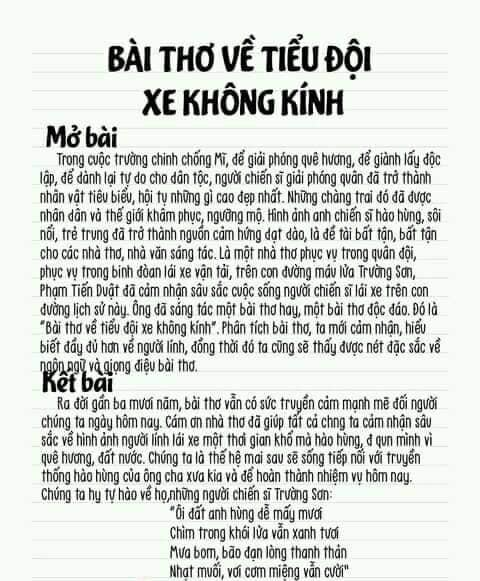 BÀI THƠ VỀ TIỂU ĐỘI
XE KHÔNG KÍNH
Mở bài
Trong cuộc trường chinh chống Mĩ, để giải phóng quê hương, để giành lấy độc
lập, để dành lại tự do cho dân tộc, người chiến sĩ giải phóng quân đã trở thành
nhân vật tiêu biểu, hội tụ những gì cao đẹp nhất. Những chàng trai đó đã được
nhân dân và thế giới khâm phục, ngưỡng mộ. Hình ảnh anh chiến sĩ hào hùng, sôi
nổi, trẻ trung đã trở thành nguồn cảm hứng dạt dào, là đề tài bất tận, bất tận
cho các nhà thơ, nhà văn sáng tác. Là một nhà thơ phục vụ trong quân đội,
phục vụ trong binh đòan lái xe vận tải, trên con đường máu lửa Trường Sơn,
Phạm Tiến Duật đã cảm nhận sâu sắc cuộc sống người chiến sĩ lái xe trên con
đường lịch sử này. Ông đã sáng tác một bài thơ hay, một bài thơ độc đáo. Đó là
"Bài thơ về tiểu đội xe không kính". Phân tích bài thơ, ta mới cảm nhận, hiểu
biết đầy đủ hơn về người lính, đồng thời đó ta cũng sẽ thấy được nét đặc sắc về
ngôn ngữ và giọng điệu bài thơ.
Kết bài
Ra đời gần ba mươi năm, bài thơ vẫn có sức truyền cảm mạnh mẽ đối người
chúng ta ngày hôm nay. Cám ơn nhà thơ đã giúp tất cả chng ta cảm nhận sâu
sắc về hình ảnh người lính lái xe một thơi gian khổ mà hào hùng, đ qun mình vì
quê hương, đất nước. Chúng ta là thế hệ mai sau sẽ sống tiếp nối với truyền
thống hào hùng của ông cha xưa kia và để hoàn thành nhiệm vụ hôm nay.
Chúng ta hy tự hào về họ,những người chiến sĩ Trường Sơn:
"Ôi đất anh hùng dễ mấy mươi
Chìm trong khói lửa vẫn xanh tươi
Mưa bom, bão đạn lòng thanh thản
Nhạt muối, vơi cơm miệng vẫn cười"